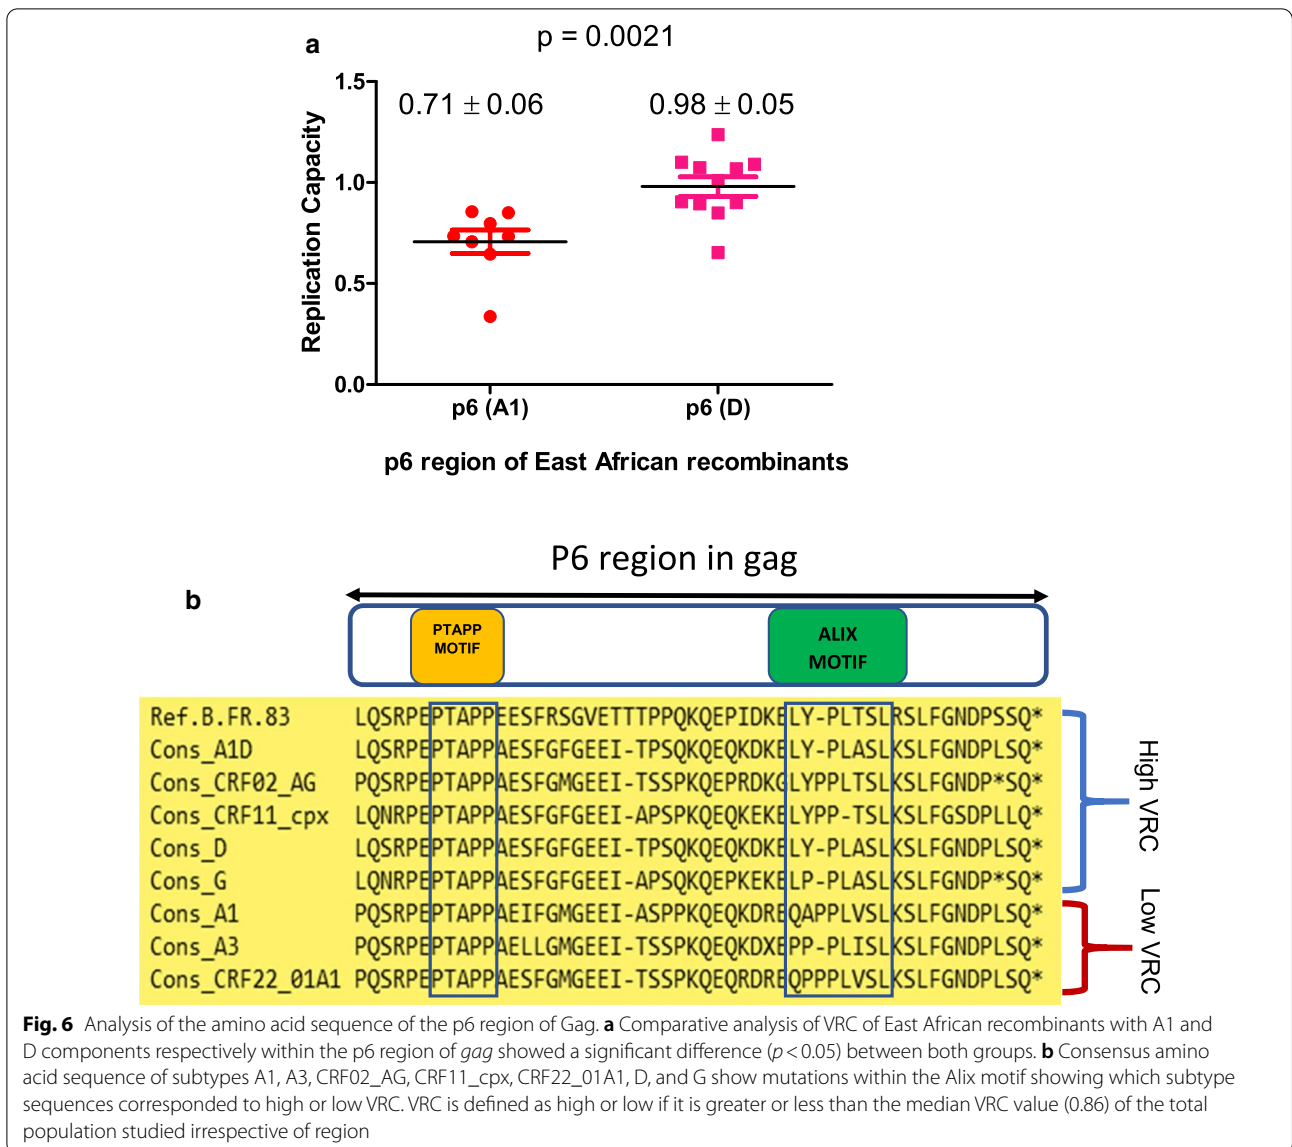 a
p = 0.0021
1.5
0.71 ± 0.06
0.98 ± 0.05
1.0
0.5
0.0
Replication Capacity
p6 (A1)
p6 (D)
p6 region of East African recombinants
P6 region in gag
b
PTAPP
MOTIF
ALIX
MOTIF
Ref.B.FR.83 LQSRPEPTAPPEESFRSGVETTTPPQKQEPIDKELY-PLTSLRSLFGNDPSSQ*
Cons_A1D LQSRPEPTAPPAESFGFGEEI-TPSQKQEQKDKELY-PLASLKSLFGNDPLSQ*
Cons_CRF02_AG PQSRPEPTAPPAESFGMGEEI-TSSPKQEPRDKGLYPPLTSLKSLFGNDP*SQ*
Cons_CRF11_cpx LQNRPEPTAPPAESFGFGEEI-APSPKQEQKEKELYPP-TSLKSLFGSDPLLQ*
Cons_D LQSRPEPTAPPAESFGFGEEI-TPSQKQEQKDKELY-PLASLKSLFGNDPLSQ*
Cons_G LQNRPEPTAPPAESFGFGEEI-APSQKQEPKEKELP-PLASLKSLFGNDP*SQ*
Cons_A1 PQSRPEPTAPPAEIFGMGEEI-ASPPKQEQKDREQAPPLVSLKSLFGNDPLSQ*
Cons_A3 PQSRPEPTAPPAELLGMGEEI-TSSPKQEQKDXEPP-PLISLKSLFGNDPLSQ*
Cons_CRF22_01A1 PQSRPEPTAPPAESFGMGEEI-TSSPKQEQRDREQPPPLVSLKSLFGNDPLSQ*
High VRC
Low VRC
Fig. 6 Analysis of the amino acid sequence of the p6 region of Gag. a Comparative analysis of VRC of East African recombinants with A1 and
D components respectively within the p6 region of gag showed a significant difference (p < 0.05) between both groups. b Consensus amino
acid sequence of subtypes A1, A3, CRF02_AG, CRF11_cpx, CRF22_01A1, D, and G show mutations within the Alix motif showing which subtype
sequences corresponded to high or low VRC. VRC is defined as high or low if it is greater or less than the median VRC value (0.86) of the total
population studied irrespective of region